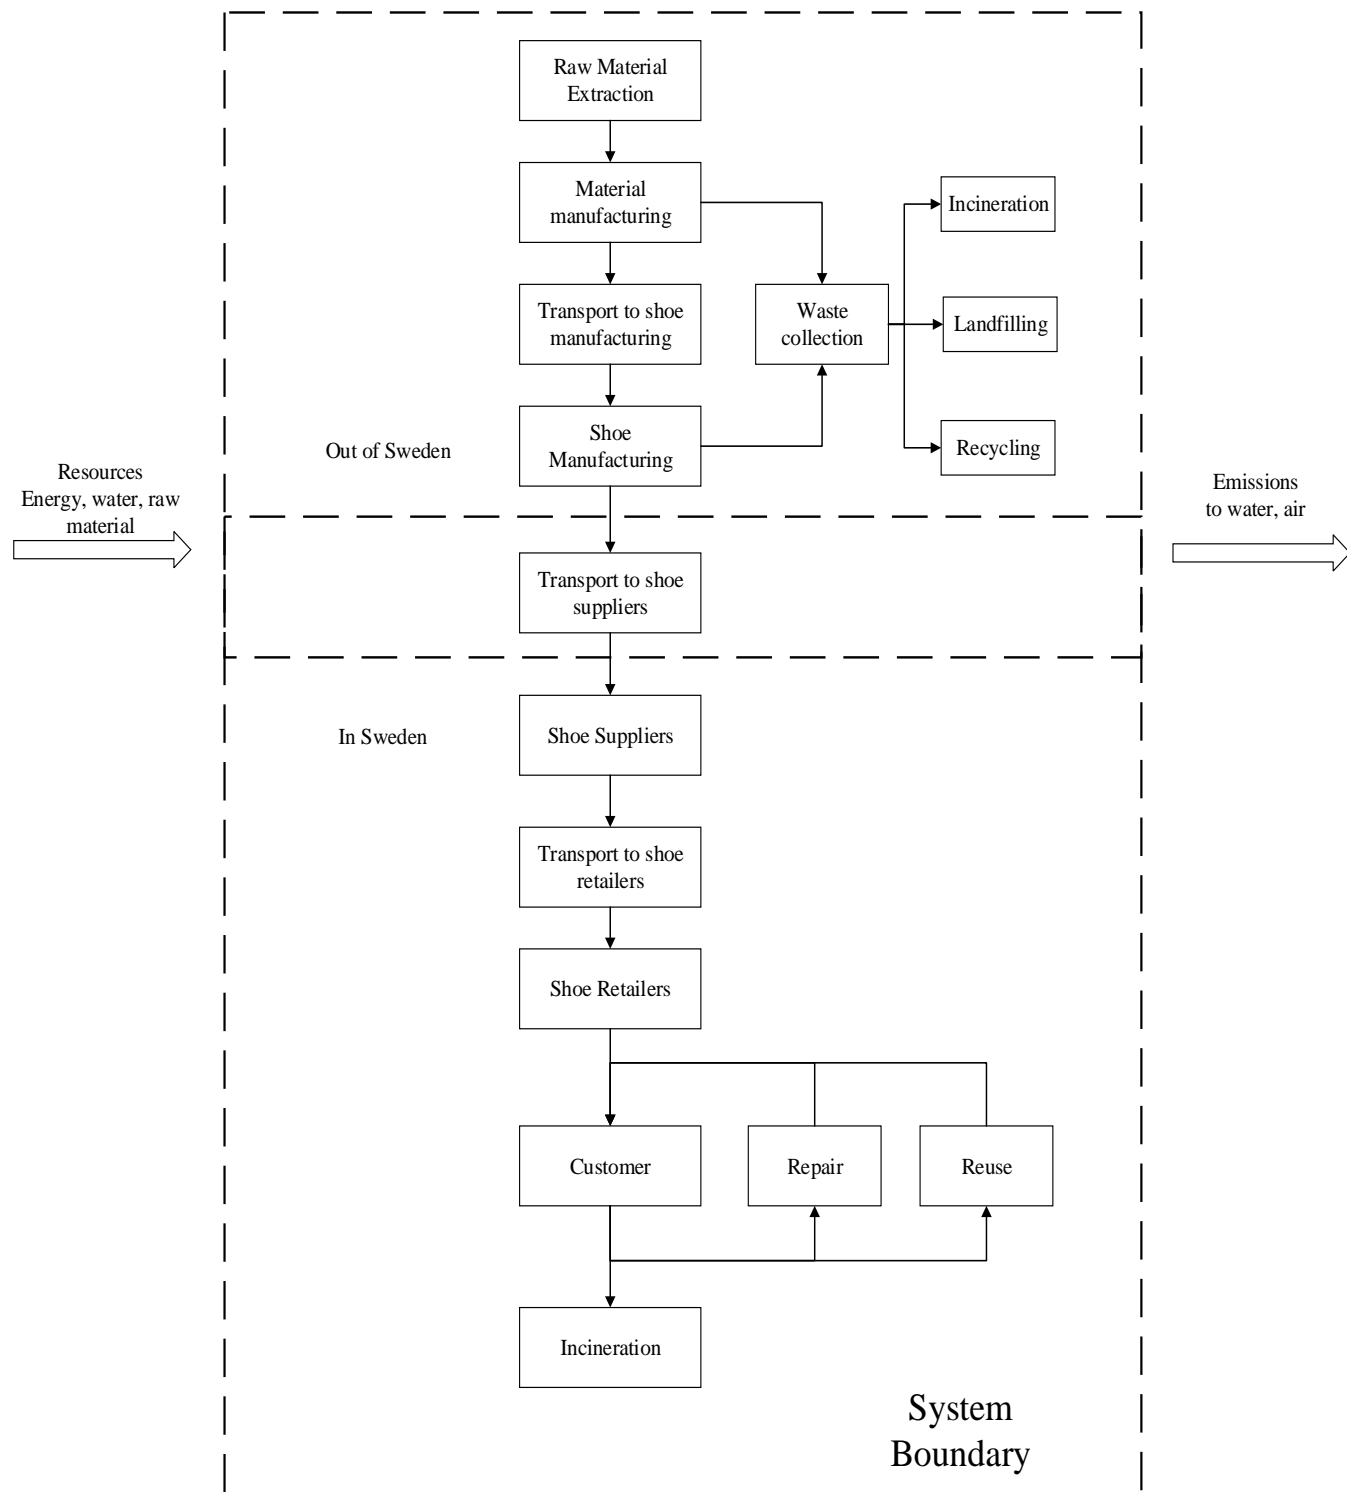 Raw Material
Extraction
Material
manufacturing
Incineration
Transport to shoe
manufacturing
Waste
collection
Landfilling
Shoe
Manufacturing
Recycling
Out of Sweden
Resources
Energy, water, raw
material
Emissions
to water, air
Transport to shoe
suppliers
In Sweden
Shoe Suppliers
Transport to shoe
retailers
Shoe Retailers
Customer
Repair
Reuse
Incineration
System
Boundary